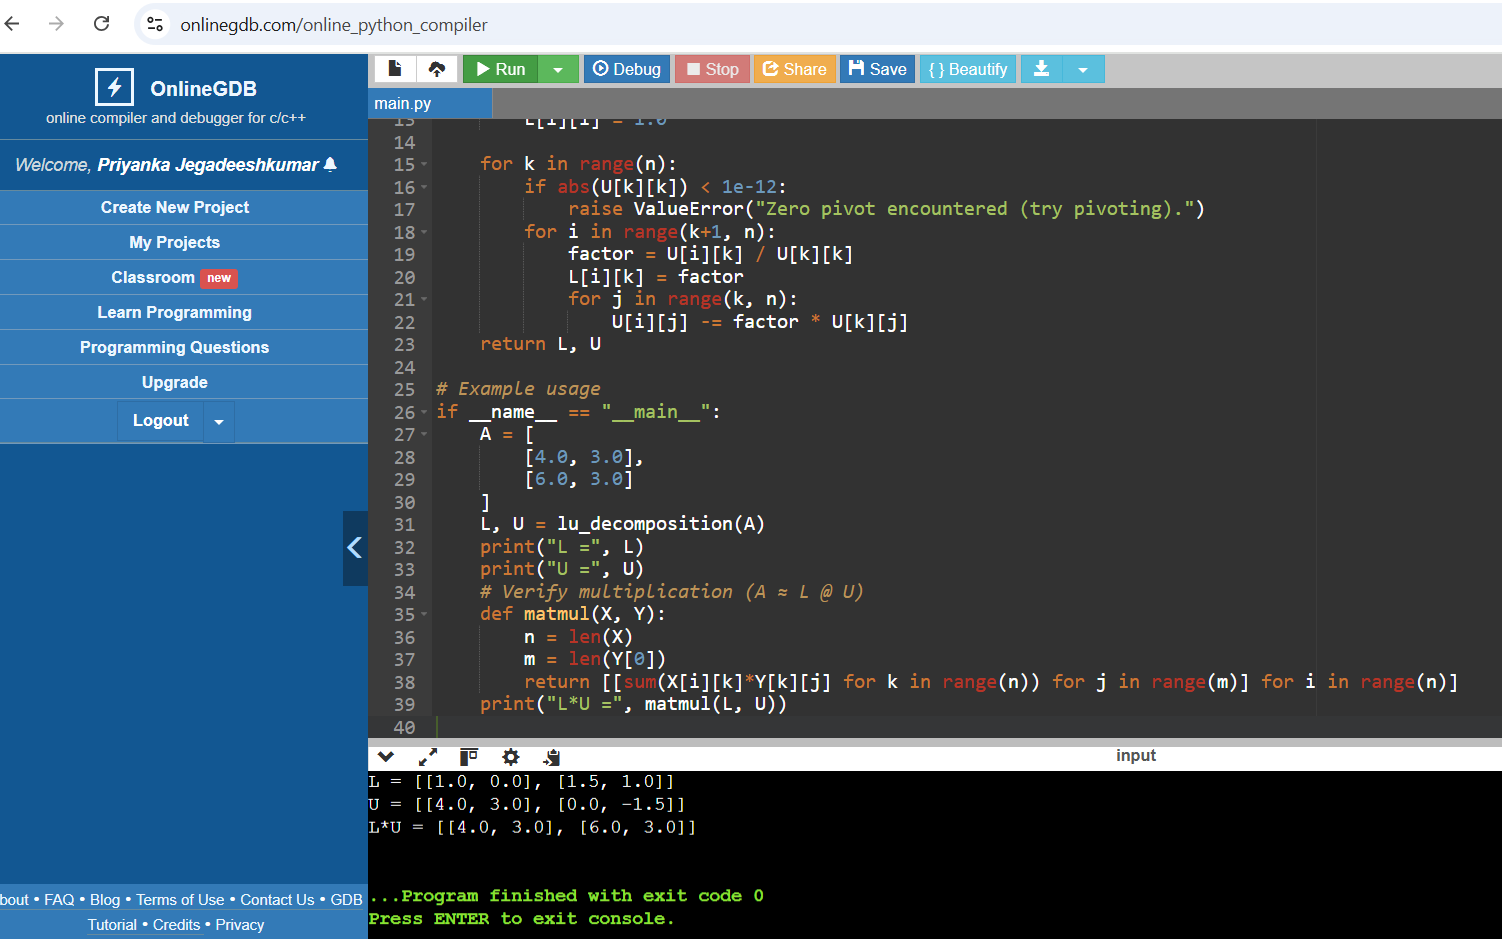 onlinegdb.com/online_python_compiler
OnlineGDB
online compiler and debugger for c/c++
Welcome, Priyanka Jegadeeshkumar
Create New Project
My Projects
Classroom new
Learn Programming
Programming Questions
Upgrade
Logout
bout • FAQ • Blog • Terms of Use • Contact Us • GDB
Tutorial • Credits • Privacy
Run Debug Stop Share Save { } Beautify
main.py
13         L[i][i] = 1.0
14
15     for k in range(n):
16         if abs(U[k][k]) < 1e-12:
17             raise ValueError("Zero pivot encountered (try pivoting).")
18         for i in range(k+1, n):
19             factor = U[i][k] / U[k][k]
20             L[i][k] = factor
21             for j in range(k, n):
22                 U[i][j] -= factor * U[k][j]
23     return L, U
24
25 # Example usage
26 if __name__ == "__main__":
27     A = [
28         [4.0, 3.0],
29         [6.0, 3.0]
30     ]
31     L, U = lu_decomposition(A)
32     print("L =", L)
33     print("U =", U)
34     # Verify multiplication (A ≈ L @ U)
35     def matmul(X, Y):
36         n = len(X)
37         m = len(Y[0])
38         return [[sum(X[i][k]*Y[k][j] for k in range(n)) for j in range(m)] for i in range(n)]
39     print("L*U =", matmul(L, U))
40
input
L = [[1.0, 0.0], [1.5, 1.0]]
U = [[4.0, 3.0], [0.0, -1.5]]
L*U = [[4.0, 3.0], [6.0, 3.0]]
...Program finished with exit code 0
Press ENTER to exit console.